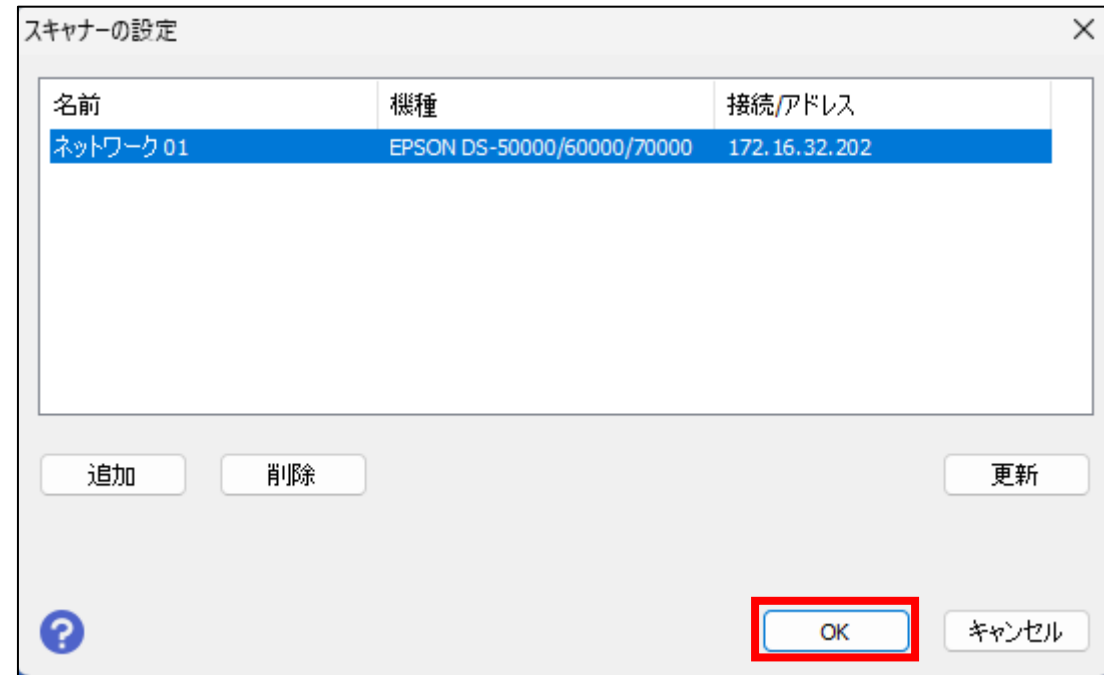 スキャナーの設定
名前 機種 接続/アドレス
ネットワーク 01 EPSON DS-50000/60000/70000 172.16.32.202
追加 削除 更新
? OK キャンセル